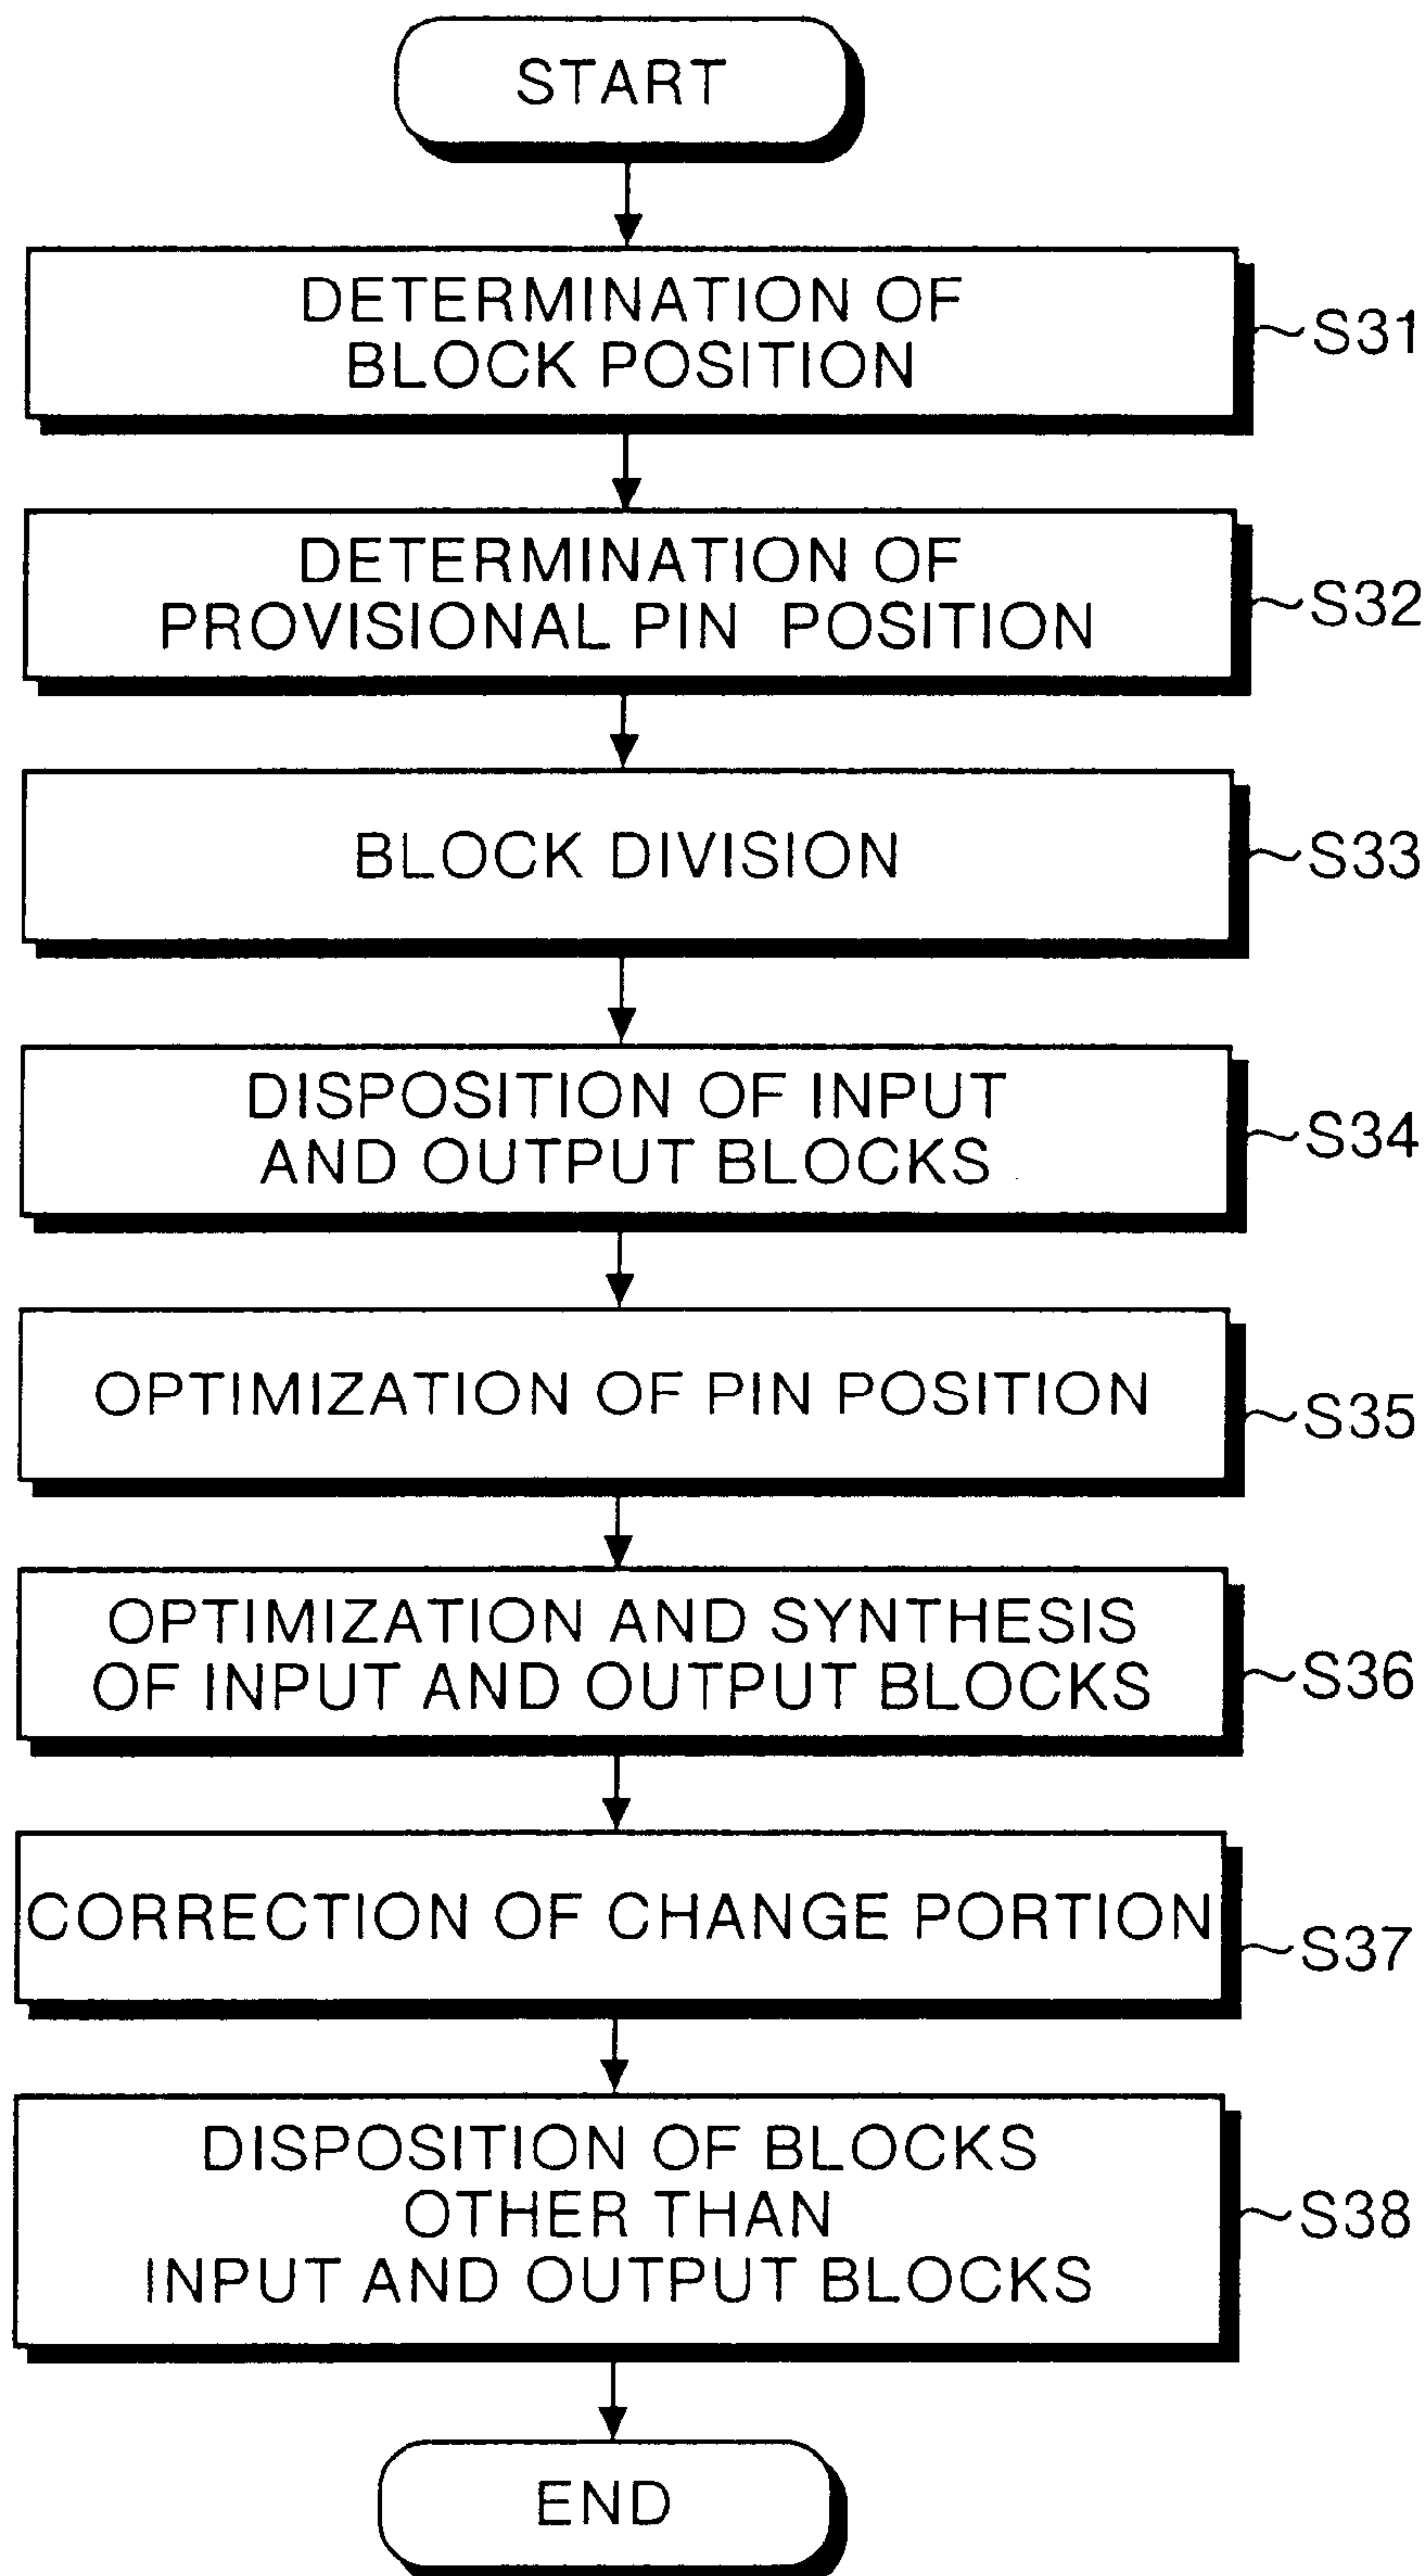 START
DETERMINATION OF
BLOCK POSITION
S31
DETERMINATION OF
PROVISIONAL PIN POSITION
S32
BLOCK DIVISION
S33
DISPOSITION OF INPUT
AND OUTPUT BLOCKS
S34
OPTIMIZATION OF PIN POSITION
S35
OPTIMIZATION AND SYNTHESIS
OF INPUT AND OUTPUT BLOCKS
S36
CORRECTION OF CHANGE PORTION
S37
DISPOSITION OF BLOCKS
OTHER THAN
INPUT AND OUTPUT BLOCKS
S38
END